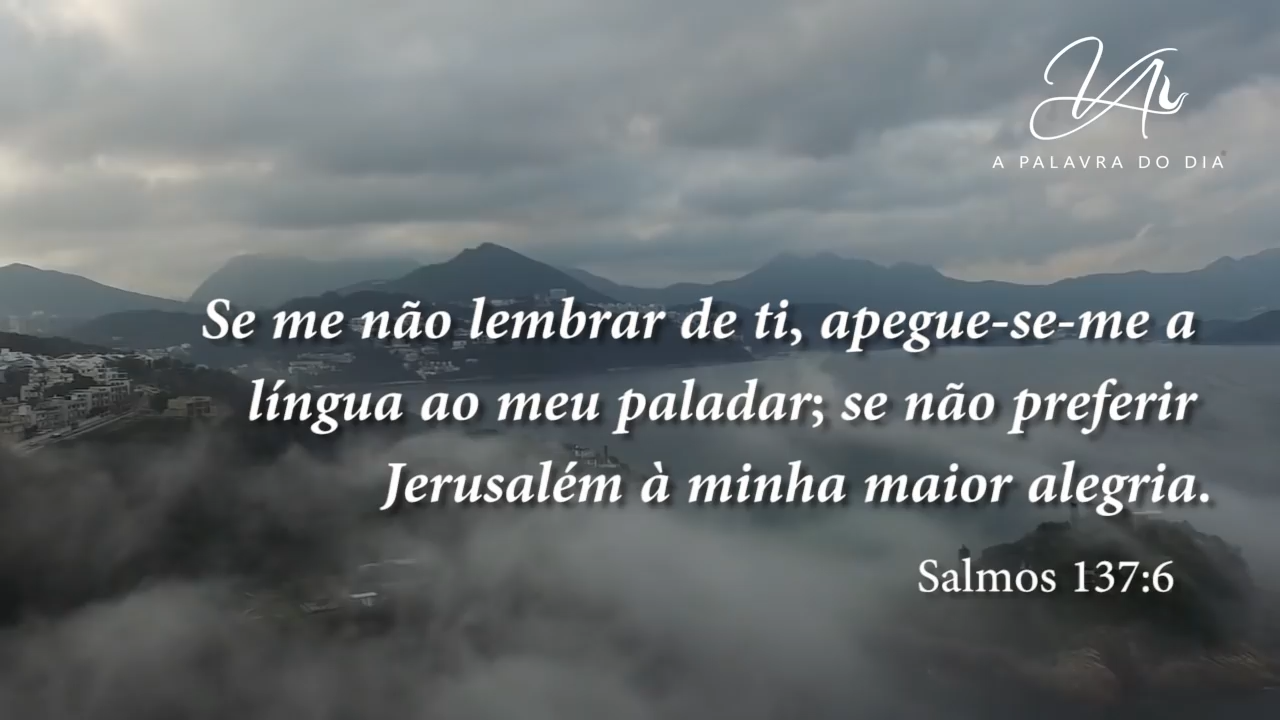 A PALAVRA DO DIA
Se me não lembrar de ti, apegue-se-me a
língua ao meu paladar; se não preferir
Jerusalém à minha maior alegria.
Salmos 137:6